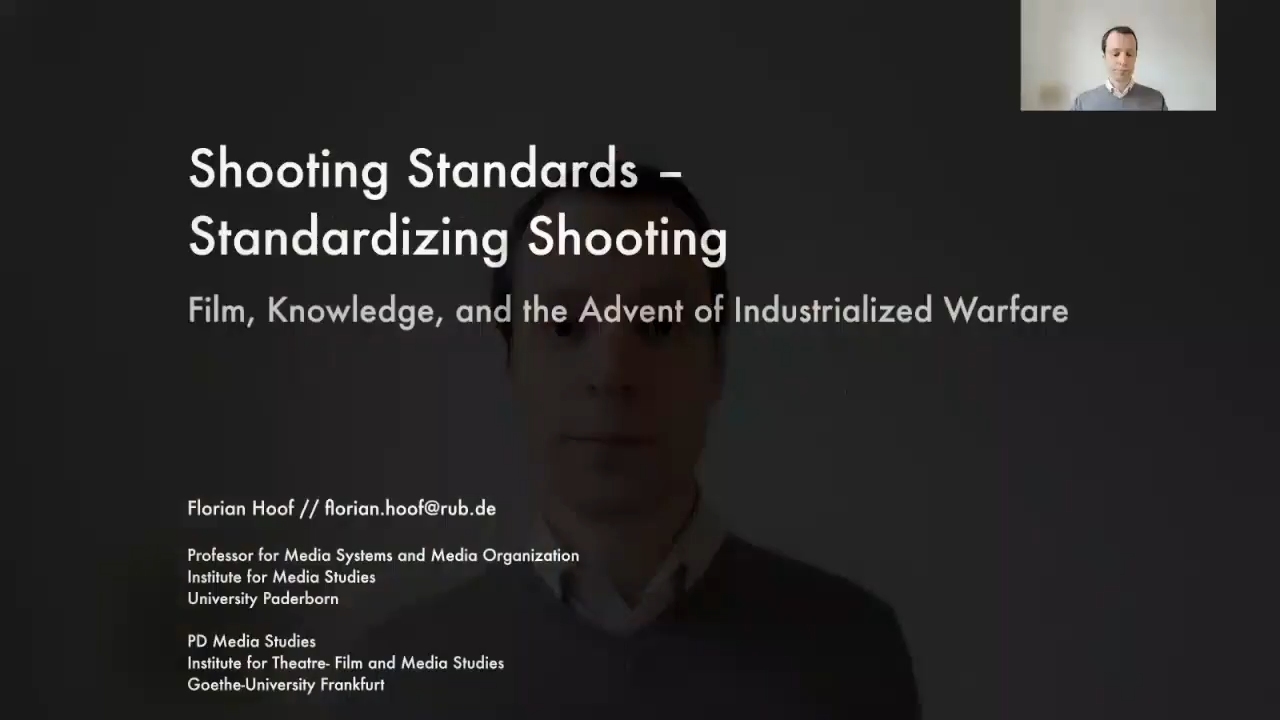 Shooting Standards –
Standardizing Shooting
Film, Knowledge, and the Advent of Industrialized Warfare
Florian Hoof // florian.hoof@rub.de
Professor for Media Systems and Media Organization
Institute for Media Studies
University Paderborn
PD Media Studies
Institute for Theatre- Film and Media Studies
Goethe-University Frankfurt